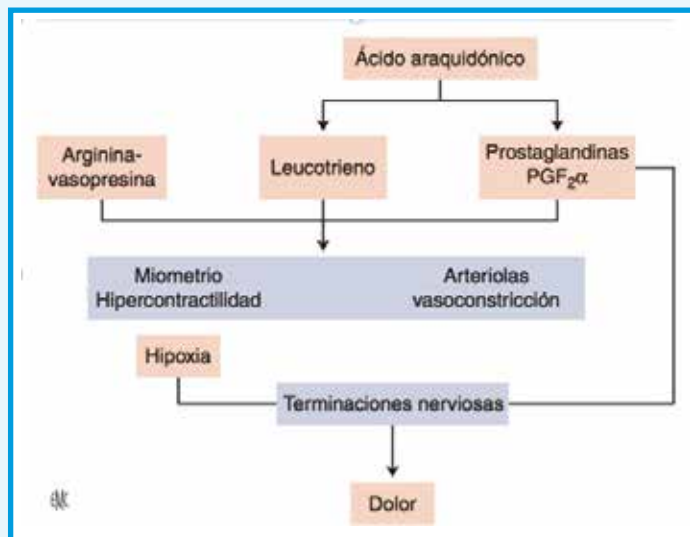 Ácido araquidónico
Arginina-
vasopresina
Leucotrieno
Prostaglandinas
PGF₂α
Miometrio
Hipercontractilidad
Arteriolas
vasoconstricción
Hipoxia
Terminaciones nerviosas
Dolor